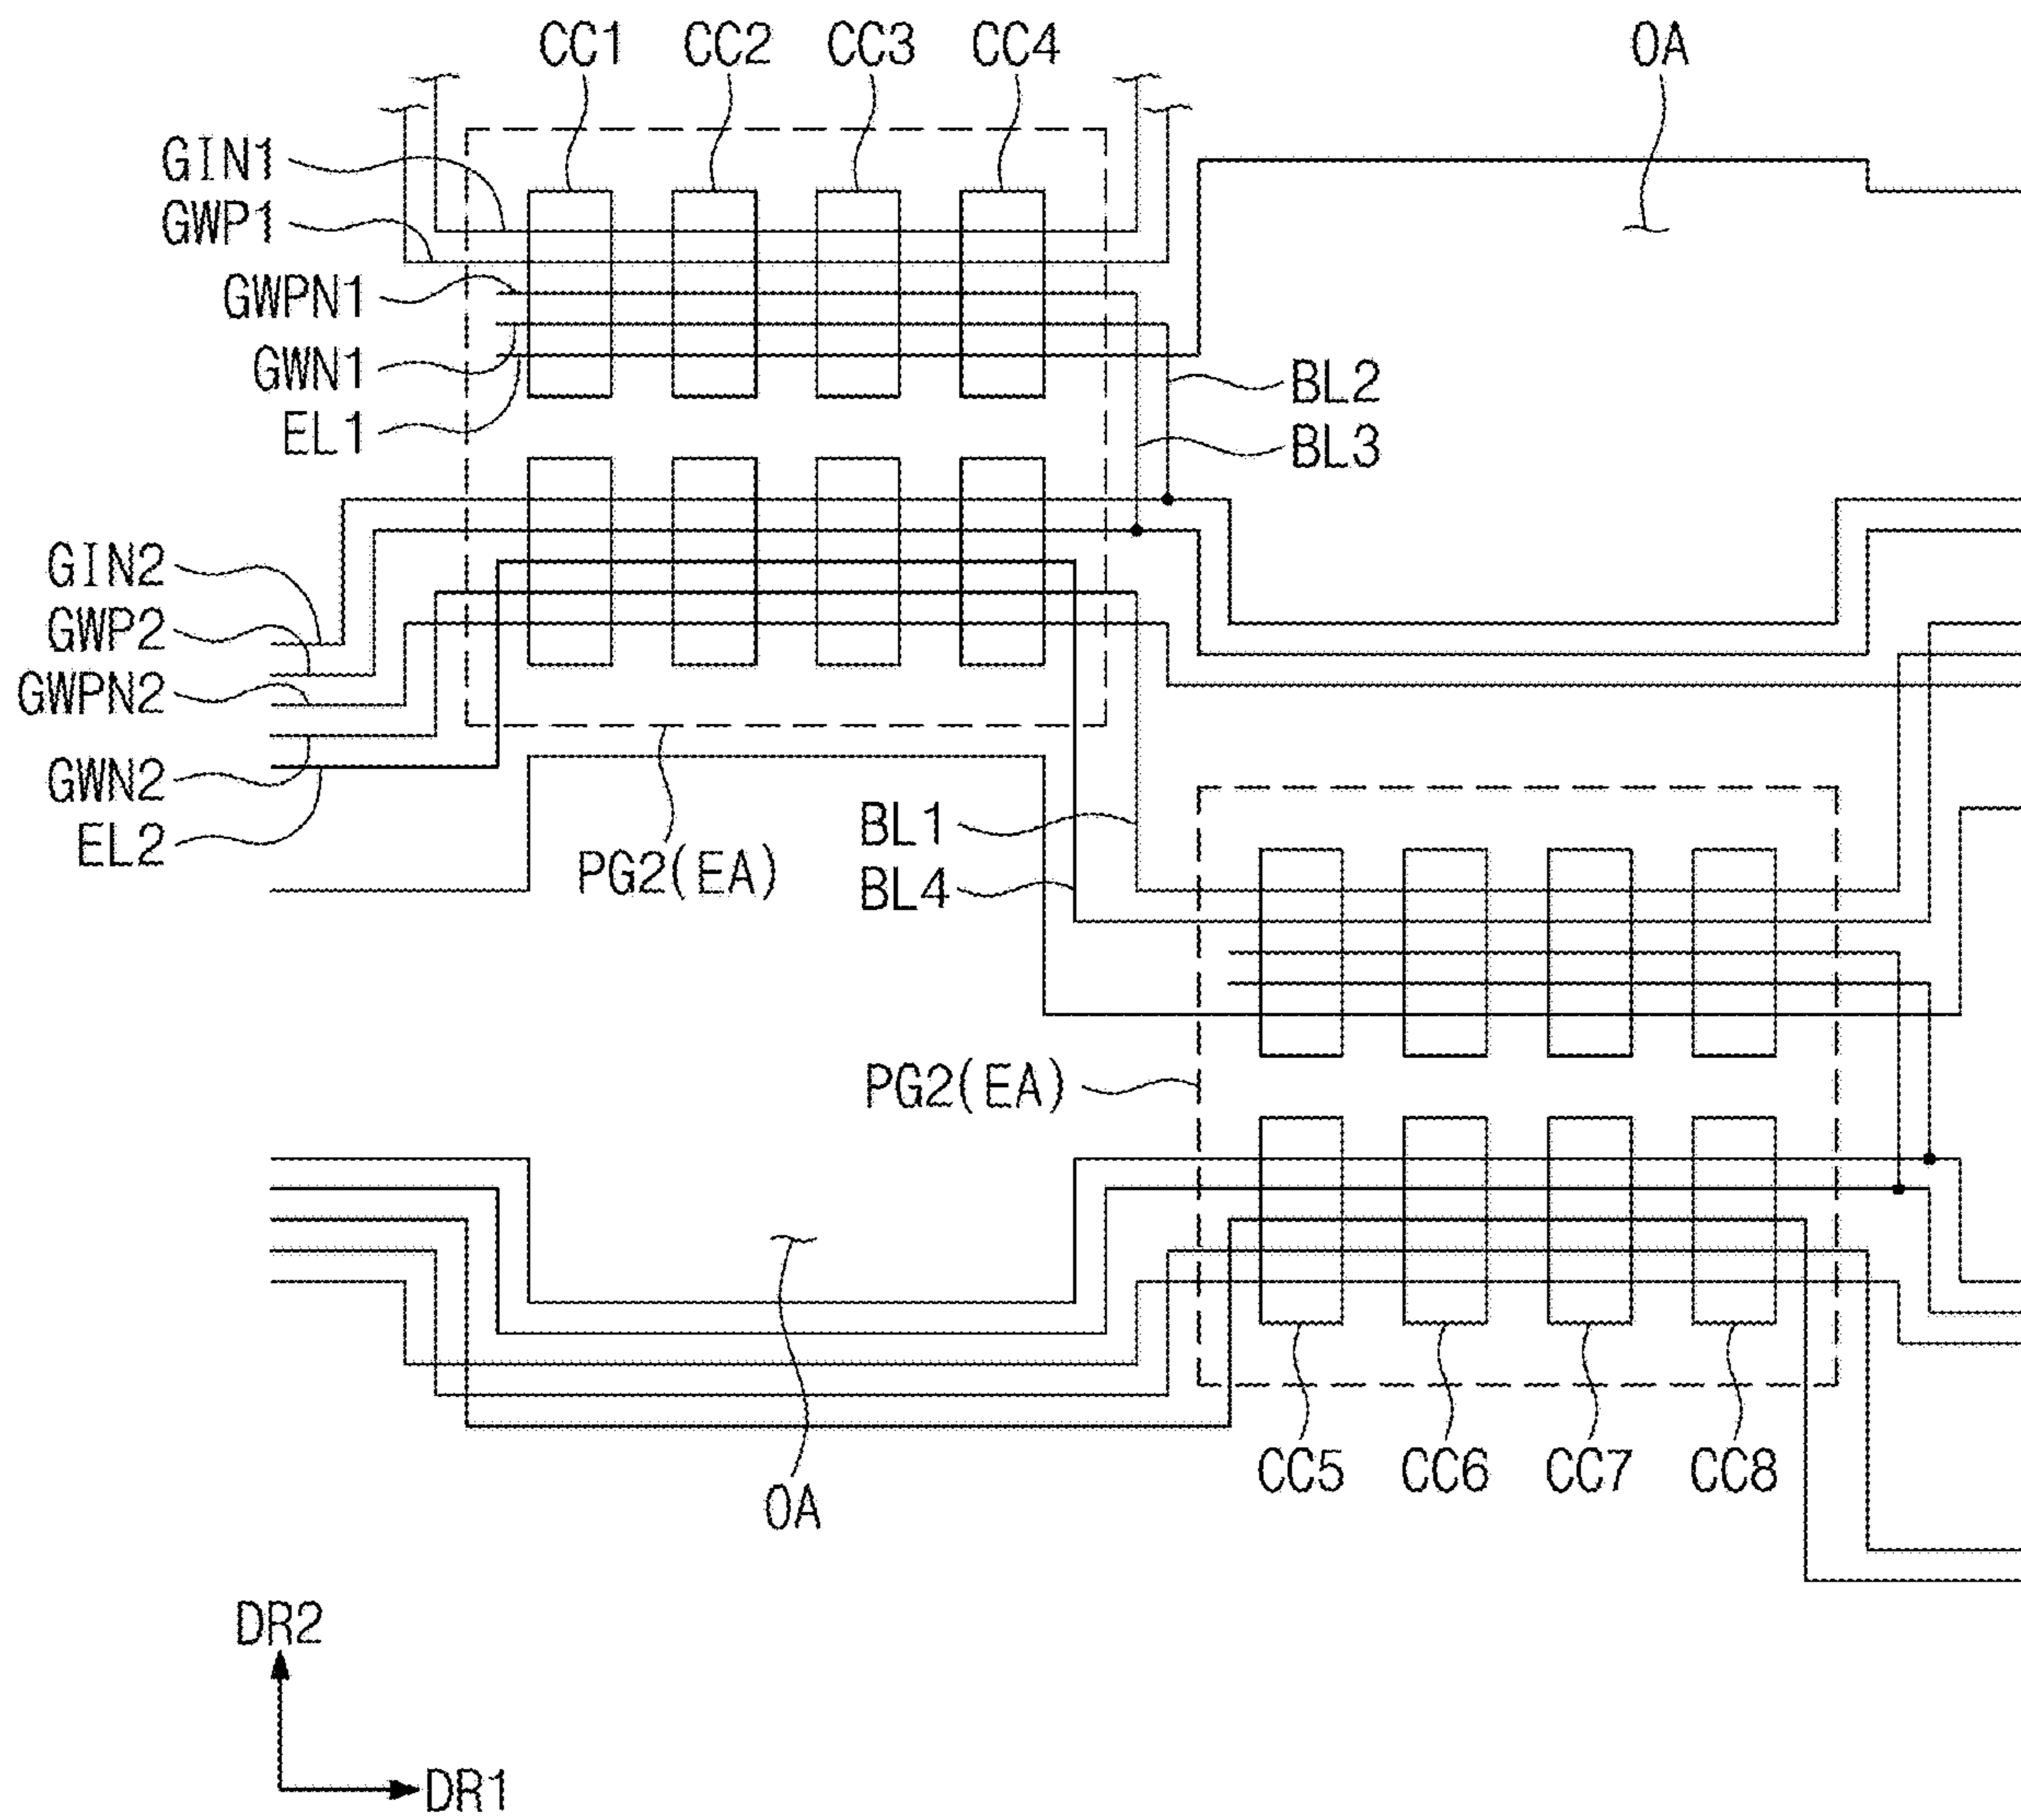 CC1 CC2 CC3 CC4 OA
GIN1
GWP1
GWPN1
GWN1
EL1
BL2
BL3
GIN2
GWP2
GWPN2
GWN2
EL2
PG2(EA)
BL1
BL4
PG2(EA)
CC5 CC6 CC7 CC8
OA
DR2
DR1